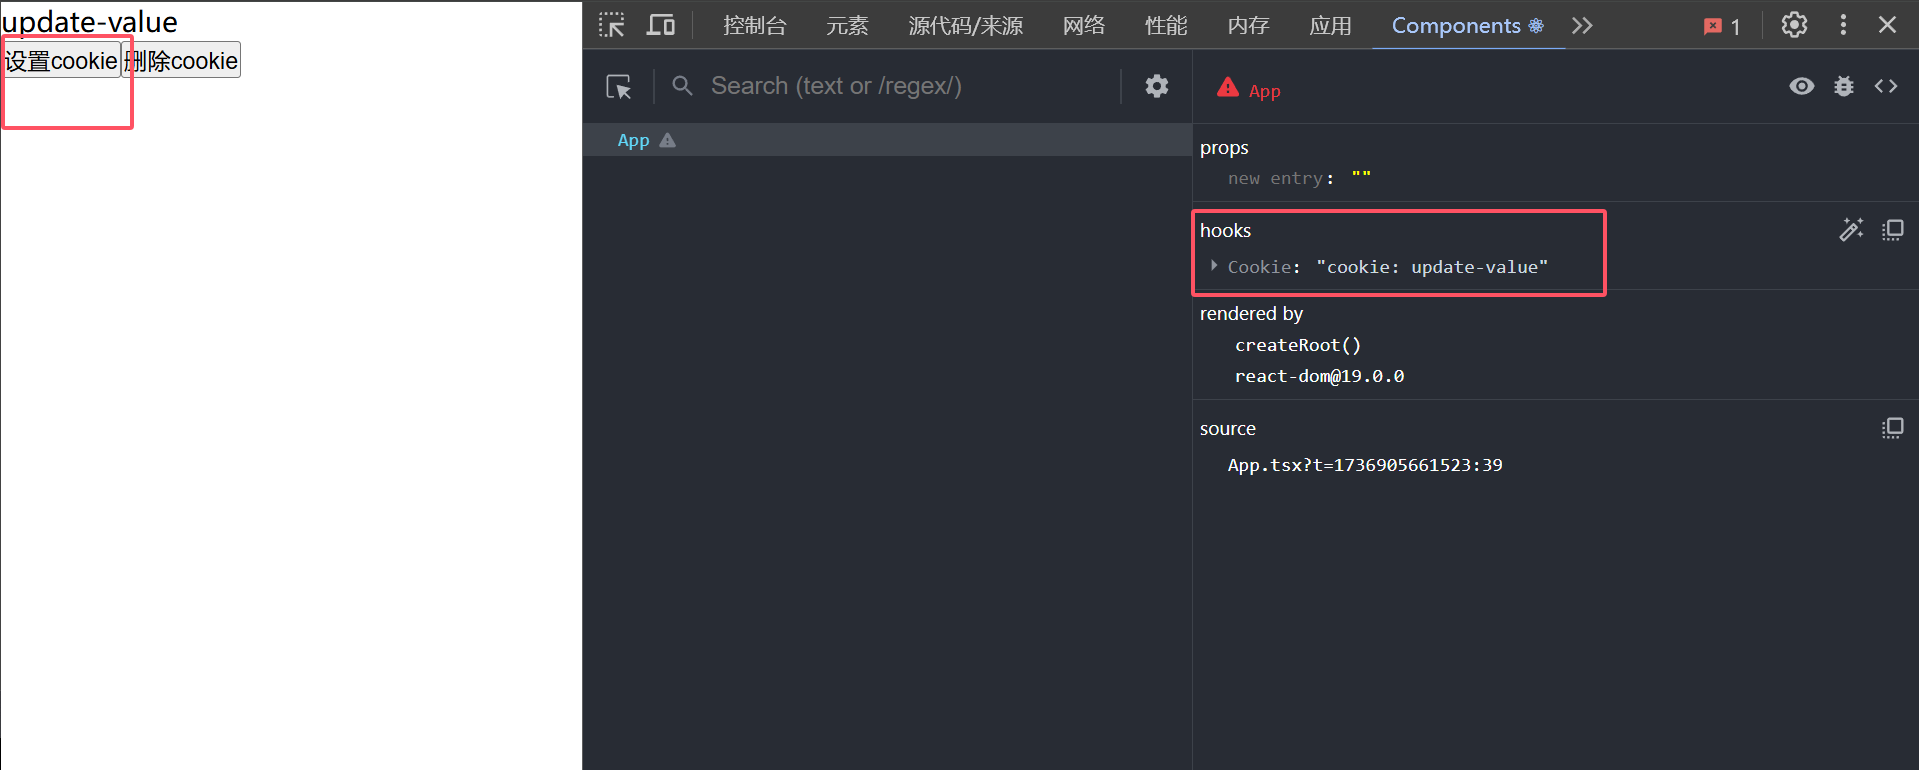 update-value
设置cookie 删除cookie
控制台 元素 源代码/来源 网络 性能 内存 应用 Components 1
Search (text or /regex/)
App
App
props
new entry: ""
hooks
Cookie: "cookie: update-value"
rendered by
createRoot()
react-dom@19.0.0
source
App.tsx?t=1736905661523:39